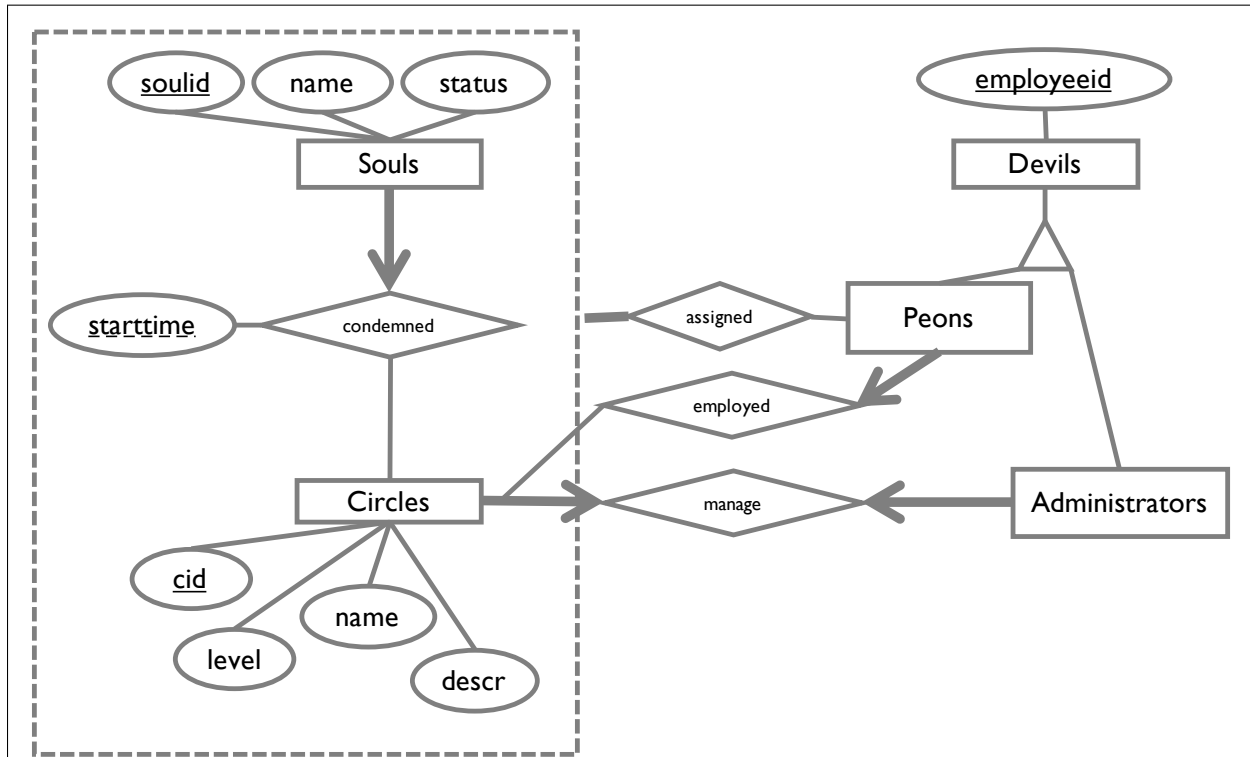 soulid
name
status
employeeid
Souls
Devils
starttime
condemned
assigned
Peons
employed
Circles
manage
Administrators
cid
name
level
descr